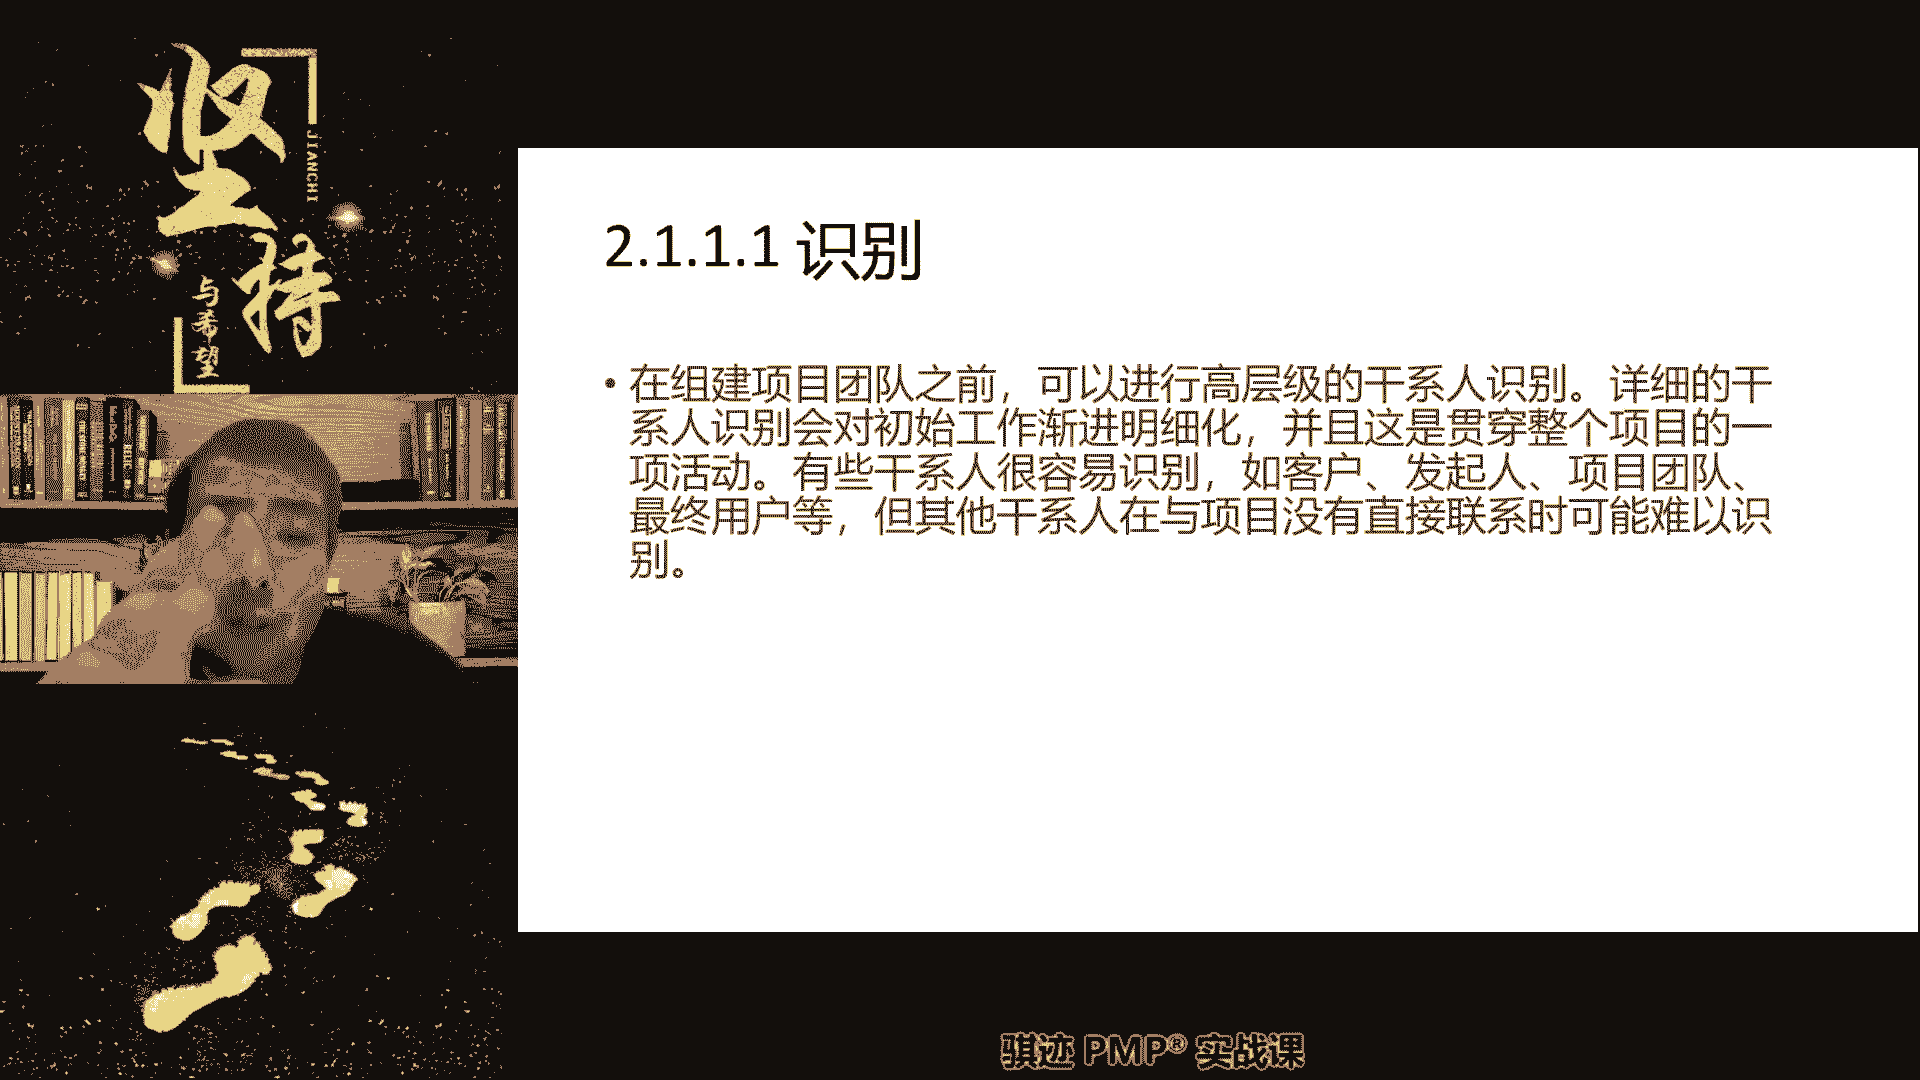 坚持
JIANCHI
与希望
2.1.1.1 识别
• 在组建项目团队之前，可以进行高层级的干系人识别。详细的干
系人识别会对初始工作渐进明细化，并且这是贯穿整个项目的一
项活动。有些干系人很容易识别，如客户、发起人、项目团队、
最终用户等，但其他干系人在与项目没有直接联系时可能难以识
别。
骐迹 PMP® 实战课